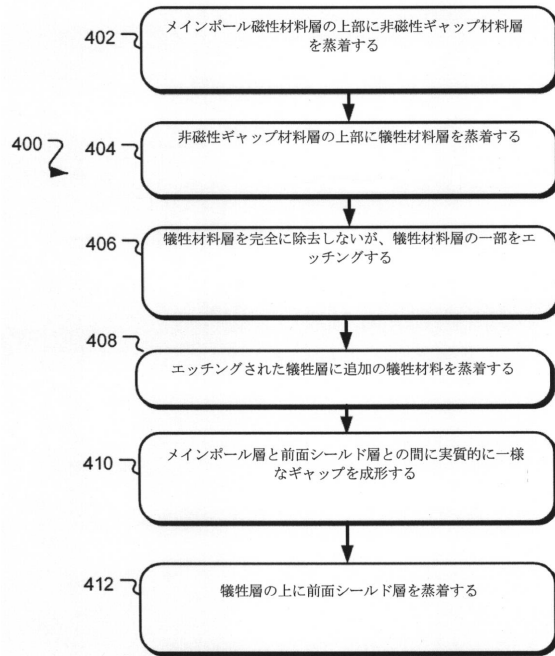 402
メインポール磁性材料層の上部に非磁性ギャップ材料層
を蒸着する
400
404
非磁性ギャップ材料層の上部に犠牲材料層を蒸着する
406
犠牲材料層を完全に除去しないが、犠牲材料層の一部をエ
ッチングする
408
エッチングされた犠牲層に追加の犠牲材料を蒸着する
410
メインポール層と前面シールド層との間に実質的に一様
なギャップを成形する
412
犠牲層の上に前面シールド層を蒸着する